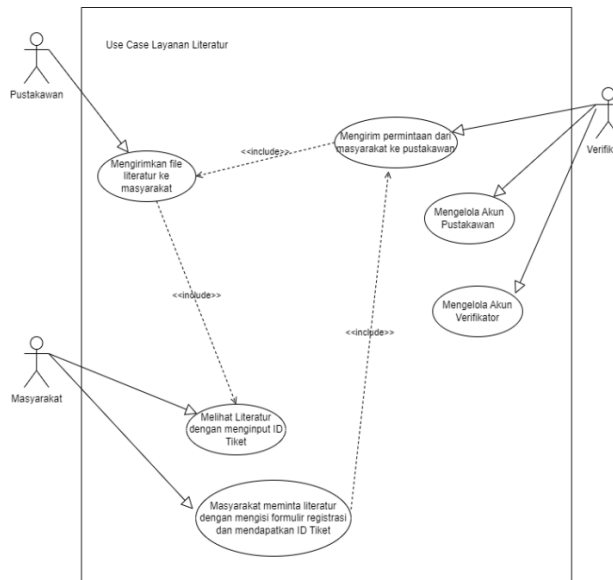 Use Case Layanan Literatur
Pustakawan
Mengirimkan file
literatur ke
masyarakat
<<include>>
Mengirim permintaan dari
masyarakat ke pustakawan
Verifik
Mengelola Akun
Pustakawan
<<include>>
Mengelola Akun
Verifikator
<<include>>
Masyarakat
Melihat Literatur
dengan menginput ID
Tiket
Masyarakat meminta literatur
dengan mengisi formulir registrasi
dan mendapatkan ID Tiket